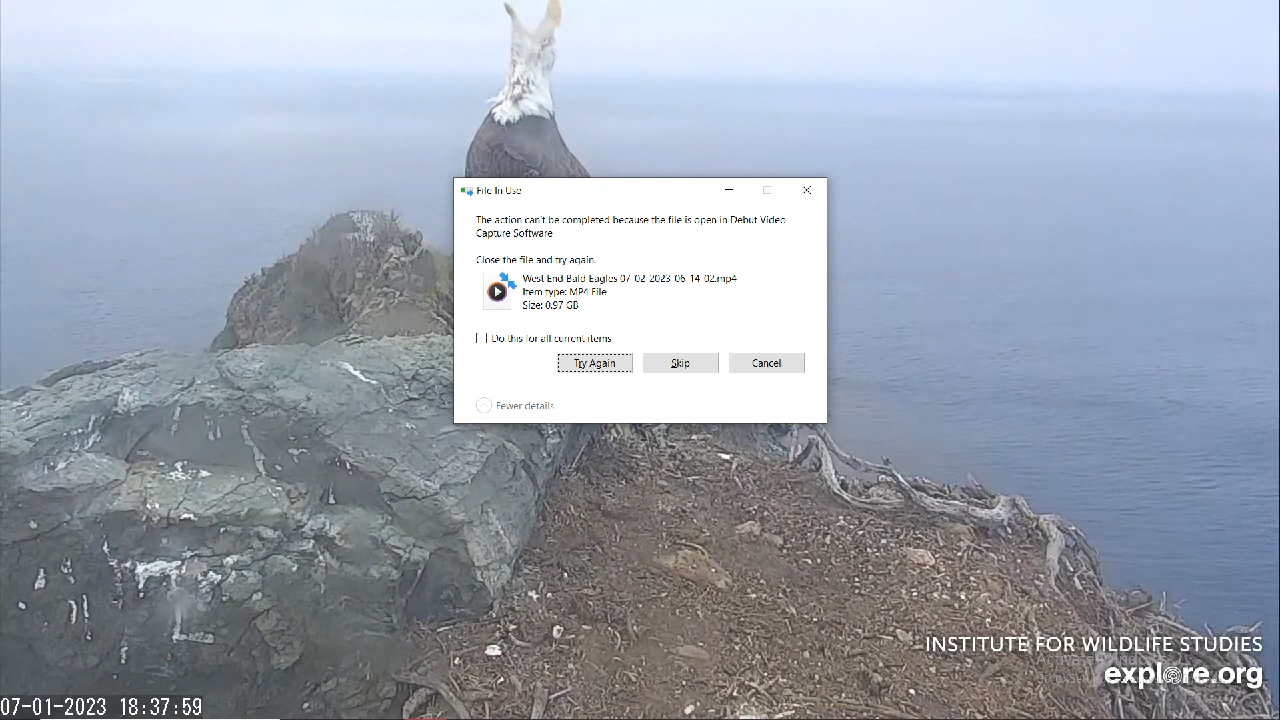 File In Use
The action can't be completed because the file is open in Debut Video
Capture Software
Close the file and try again.
West End Bald Eagles 07-02-2023-06-14-02.mp4
Item type: MP4 File
Size: 0.97 GB
Do this for all current items
Try Again Skip Cancel
Fewer details
INSTITUTE FOR WILDLIFE STUDIES
explore.org
07-01-2023 18:37:59